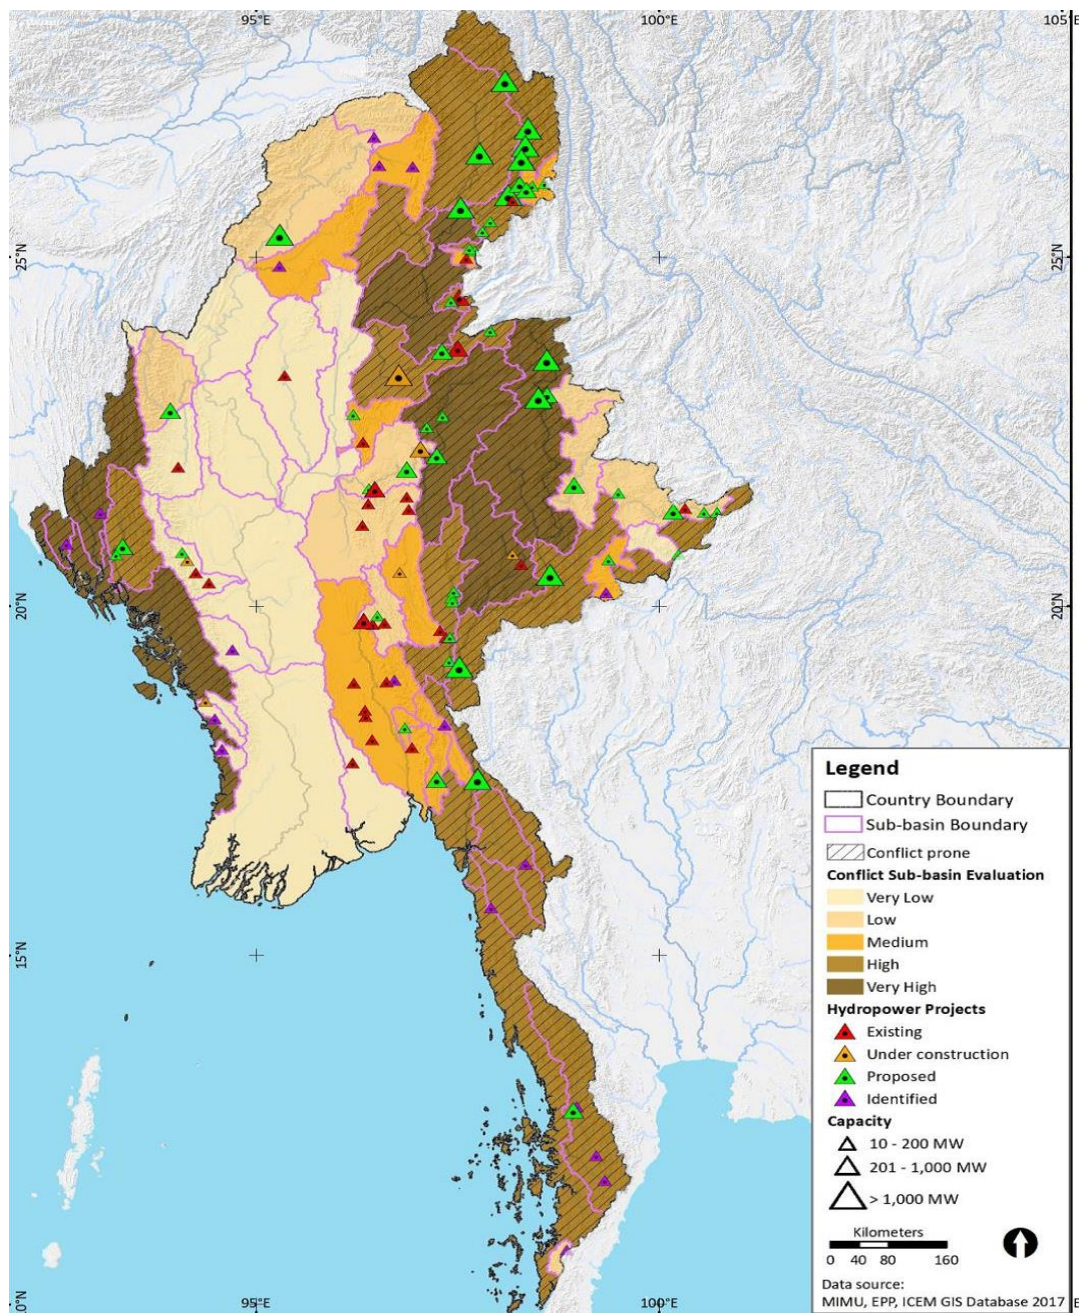 95°E
100°E
105°E
25°N
25°N
20°N
20°N
15°N
10°N
95°E
100°E
E
Legend
Country Boundary
Sub-basin Boundary
Conflict prone
Conflict Sub-basin Evaluation
Very Low
Low
Medium
High
Very High
Hydropower Projects
Existing
Under construction
Proposed
Identified
Capacity
10 - 200 MW
201 - 1,000 MW
> 1,000 MW
Kilometers
0 40 80 160
Data source:
MIMU, EPP, ICEM GIS Database 2017